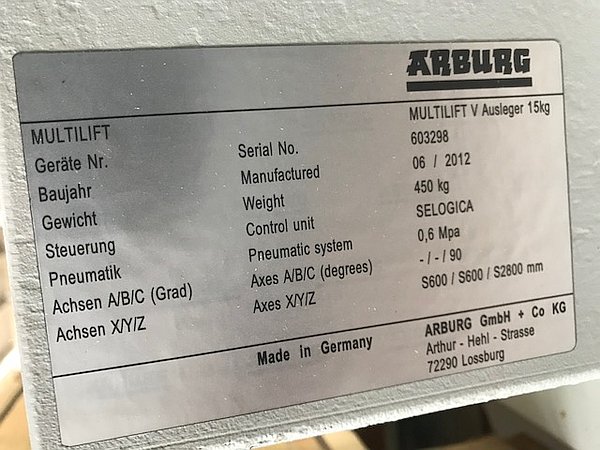 ARBURG
MULTILIFT MULTILIFT V Ausleger 15kg
Geräte Nr. Serial No. 603298
Baujahr Manufactured 06 / 2012
Gewicht Weight 450 kg
Steuerung Control unit SELOGICA
Pneumatik Pneumatic system 0,6 Mpa
Achsen A/B/C (Grad) Axes A/B/C (degrees) - / - / 90
Achsen X/Y/Z Axes X/Y/Z S600 / S600 / S2800 mm
Made in Germany ARBURG GmbH + Co KG
Arthur - Hehl - Strasse
72290 Lossburg